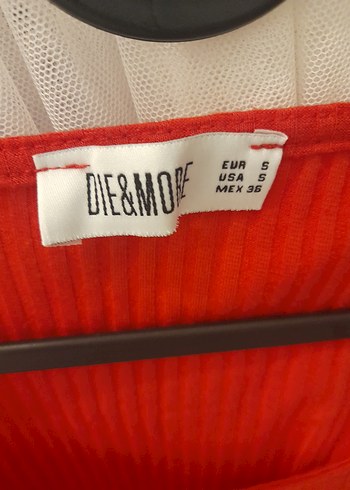 DIE&MORE
EUR S
USA S
MEX 36